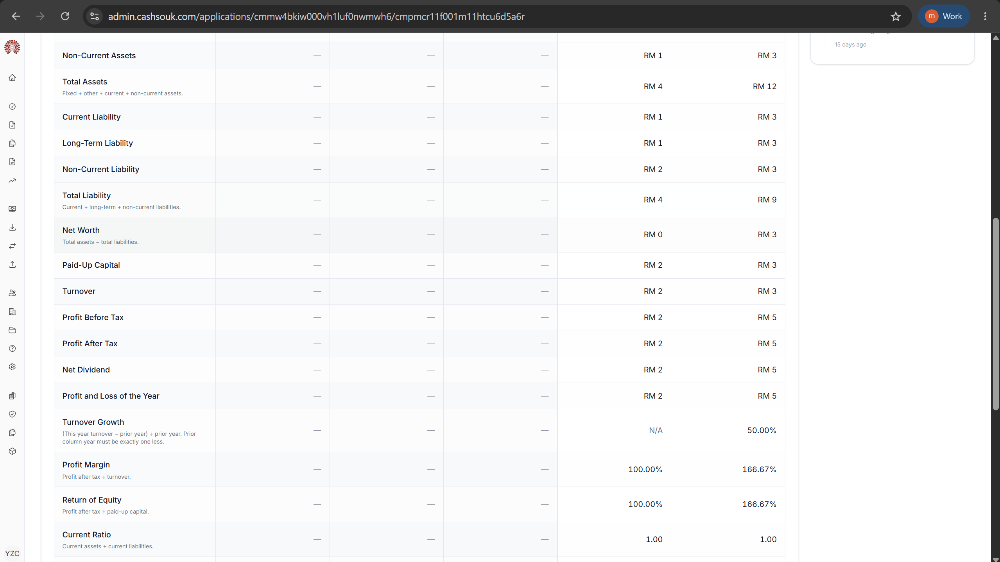 admin.cashsouk.com/applications/cmmw4bkiw000vh1luf0nwmwh6/cmpmcr11f001m11htcu6d5a6r
m Work
15 days ago
Non-Current Assets — — — RM 1 RM 3
Total Assets — — — RM 4 RM 12
Fixed + other + current + non-current assets.
Current Liability — — — RM 1 RM 3
Long-Term Liability — — — RM 1 RM 3
Non-Current Liability — — — RM 2 RM 3
Total Liability — — — RM 4 RM 9
Current + long-term + non-current liabilities.
Net Worth — — — RM 0 RM 3
Total assets − total liabilities.
Paid-Up Capital — — — RM 2 RM 3
Turnover — — — RM 2 RM 3
Profit Before Tax — — — RM 2 RM 5
Profit After Tax — — — RM 2 RM 5
Net Dividend — — — RM 2 RM 5
Profit and Loss of the Year — — — RM 2 RM 5
Turnover Growth — — — N/A 50.00%
(This year turnover − prior year) ÷ prior year. Prior
column year must be exactly one less.
Profit Margin — — — 100.00% 166.67%
Profit after tax ÷ turnover.
Return of Equity — — — 100.00% 166.67%
Profit after tax ÷ paid-up capital.
Current Ratio — — — 1.00 1.00
Current assets ÷ current liabilities.
YZC